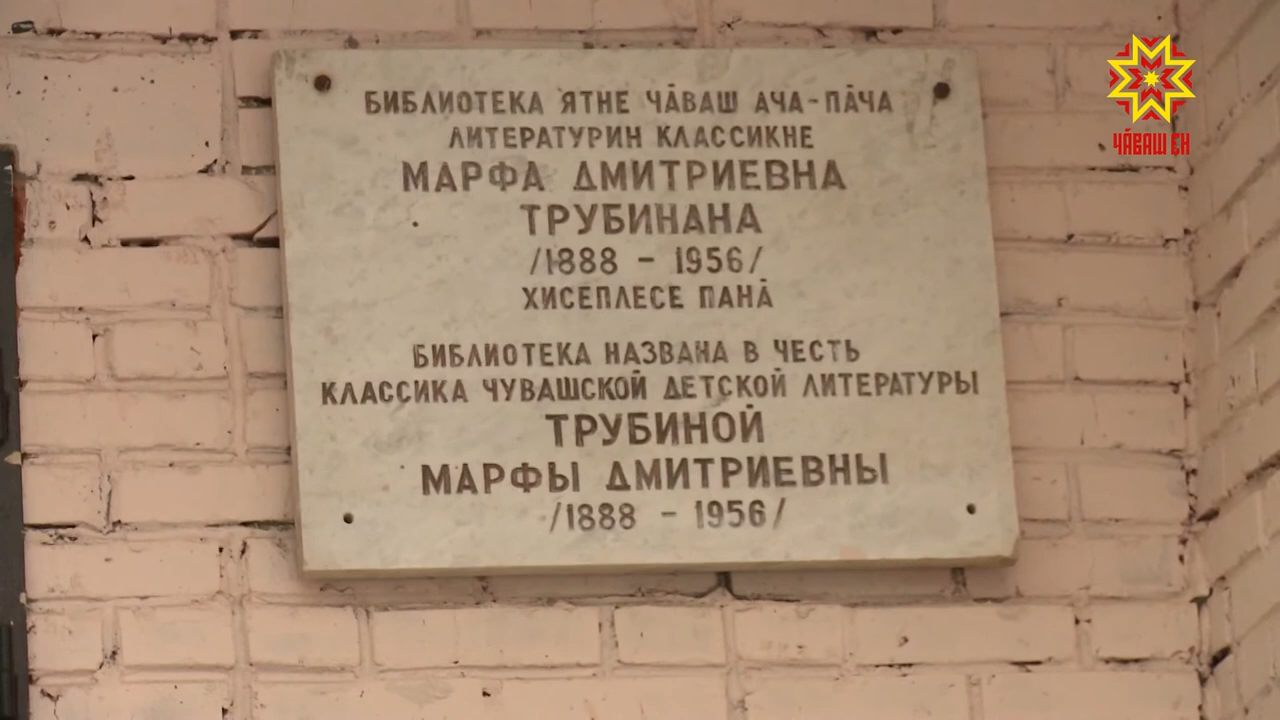 БИБЛИОТЕКА ЯТНЕ ЧӐВАШ АЧА-ПӐЧА
ЛИТЕРАТУРИН КЛАССИКНЕ
МАРФА ДМИТРИЕВНА
ТРУБИНАНА
/1888 - 1956/
ХИСЕПЛЕСЕ ПАНӐ
БИБЛИОТЕКА НАЗВАНА В ЧЕСТЬ
КЛАССИКА ЧУВАШСКОЙ ДЕТСКОЙ ЛИТЕРАТУРЫ
ТРУБИНОЙ
МАРФЫ ДМИТРИЕВНЫ
/1888 - 1956/
ЧӐВАШ ЕН